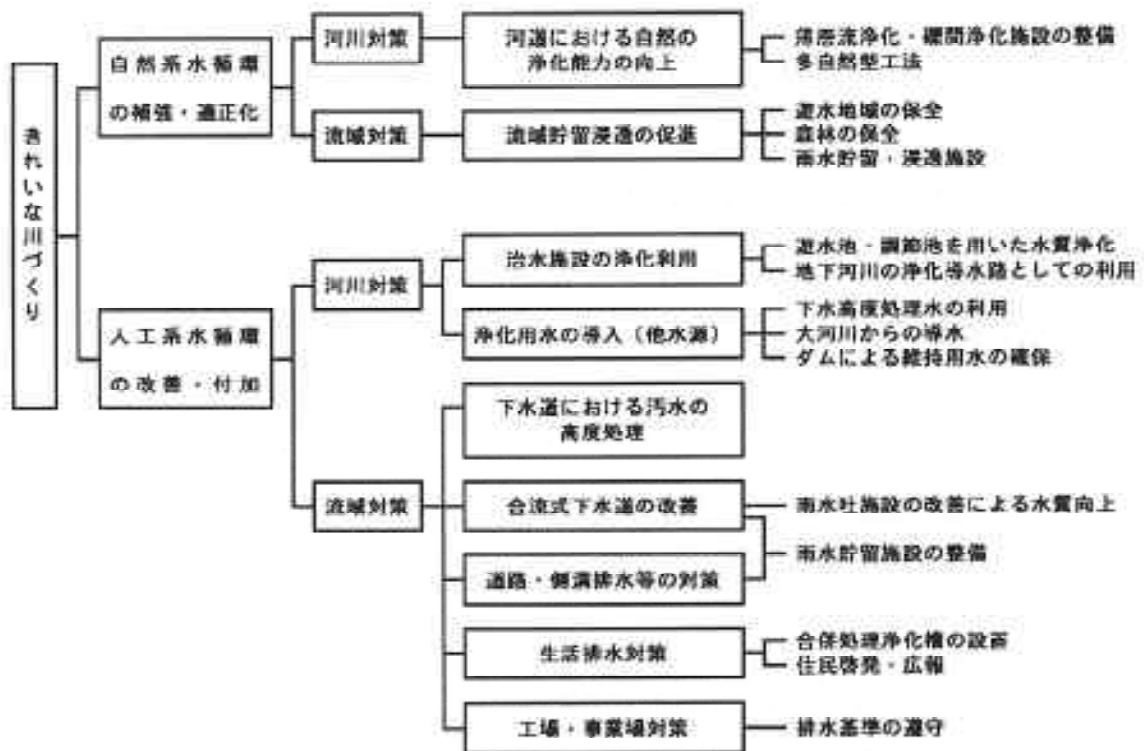 きれいな川づくり
自然系水循環
の補強・適正化
河川対策
河道における自然の
浄化能力の向上
薄層流浄化・礫間浄化施設の整備
多自然型工法
流域対策
流域貯留浸透の促進
遊水地域の保全
森林の保全
雨水貯留・浸透施設
人工系水循環
の改善・付加
河川対策
治水施設の浄化利用
遊水池・調節池を用いた水質浄化
地下河川の浄化導水路としての利用
浄化用水の導入（他水源）
下水高度処理水の利用
大河川からの導水
ダムによる維持用水の確保
流域対策
下水道における汚水の
高度処理
合流式下水道の改善
雨水吐施設の改善による水質向上
雨水貯留施設の整備
道路・側溝排水等の対策
生活排水対策
合併処理浄化槽の設置
住民啓発・広報
工場・事業場対策
排水基準の遵守